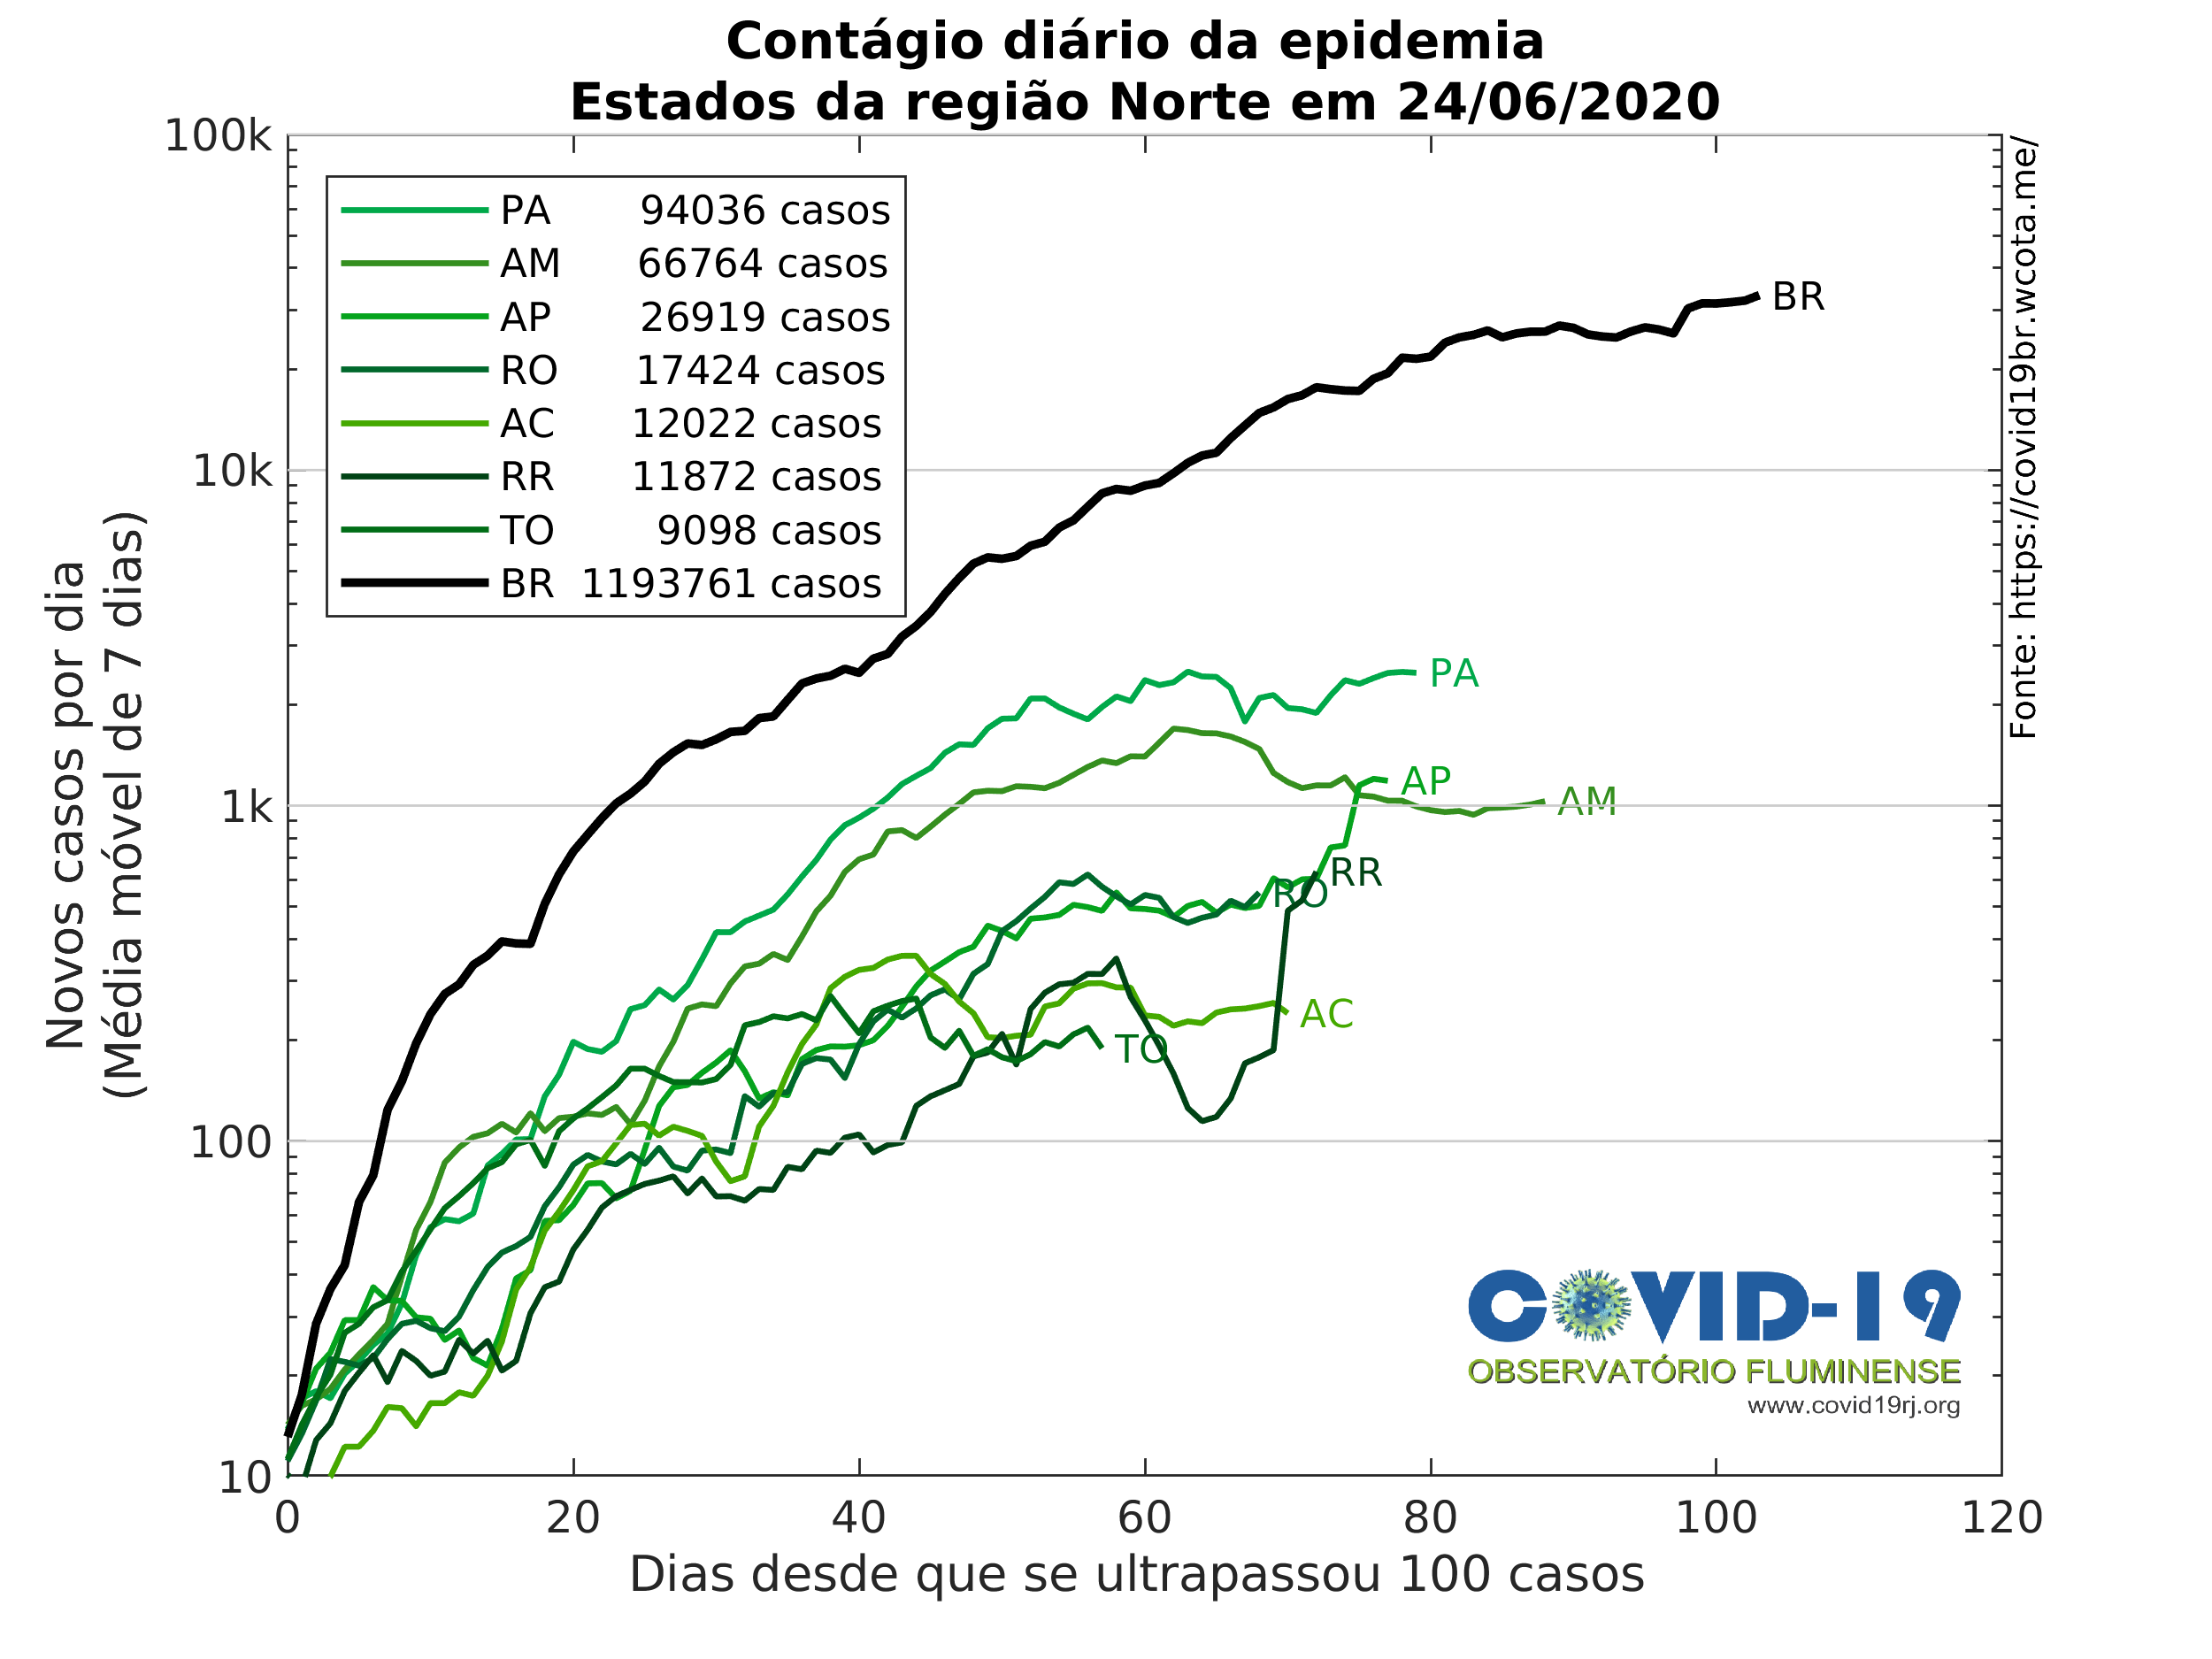 Contágio diário da epidemia
Estados da região Norte em 24/06/2020
100k
10k
1k
100
10
Novos casos por dia
(Média móvel de 7 dias)
PA 94036 casos
AM 66764 casos
AP 26919 casos
RO 17424 casos
AC 12022 casos
RR 11872 casos
TO 9098 casos
BR 1193761 casos
BR
PA
AP
AM
RR
RO
AC
TO
Fonte: https://covid19br.wcota.me/
COVID-19
OBSERVATÓRIO FLUMINENSE
www.covid19rj.org
0 20 40 60 80 100 120
Dias desde que se ultrapassou 100 casos